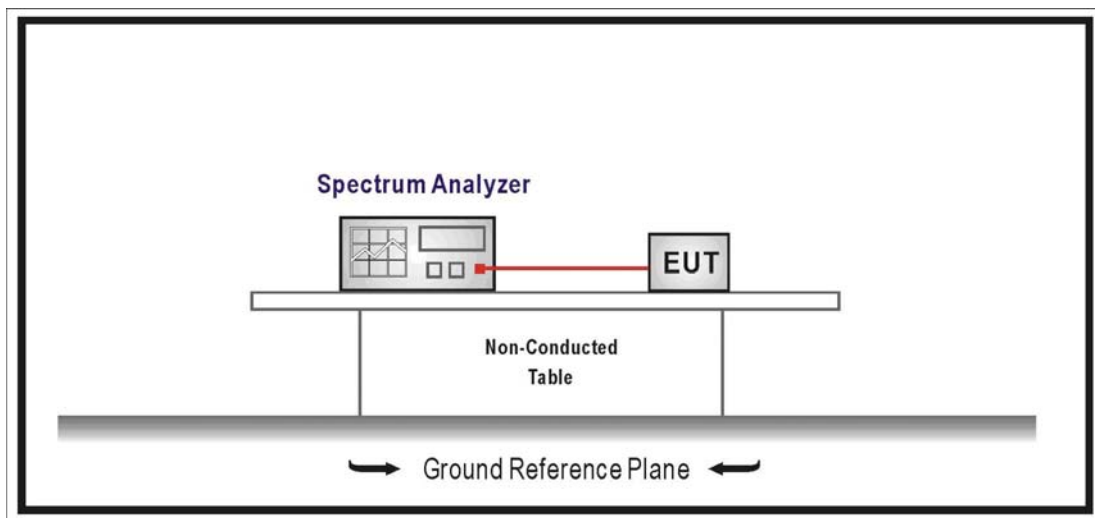 Spectrum Analyzer
EUT
Non-Conducted
Table
Ground Reference Plane